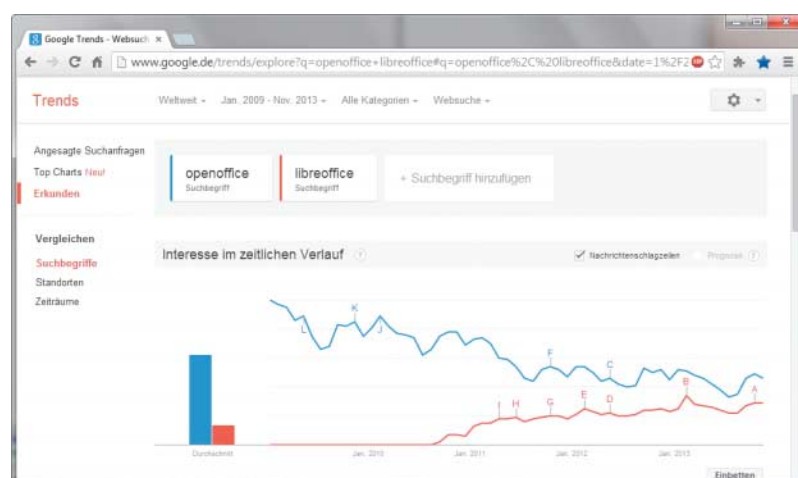 Google Trends - Websuch
www.google.de/trends/explore?q=openoffice+libreoffice#q=openoffice%2C%20libreoffice&date=1%2F2
Trends
Weltweit
Jan. 2009 - Nov. 2013
Alle Kategorien
Websuche
Angesagte Suchanfragen
Top Charts Neu!
Erkunden
openoffice
Suchbegriff
libreoffice
Suchbegriff
+ Suchbegriff hinzufügen
Vergleichen
Suchbegriffe
Standorten
Zeiträume
Interesse im zeitlichen Verlauf ?
Nachrichtenschlagzeilen
Prognose ?
L K J F C
I H G E D B A
Durchschnitt
Jan. 2010
Jan. 2011
Jan. 2012
Jan. 2013
Einbetten